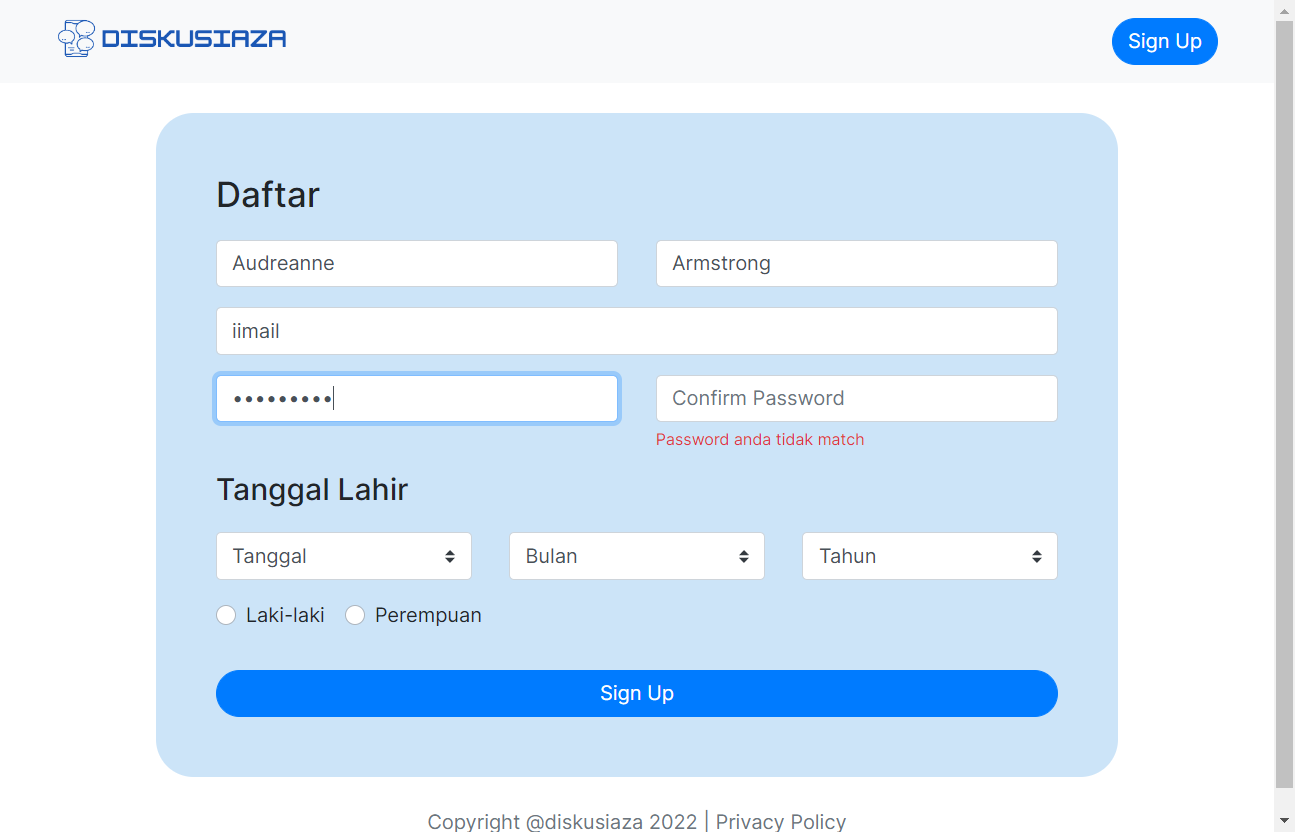 DISKUSIAZA
Sign Up
Daftar
Audreanne
Armstrong
iimail
•••••••••
Confirm Password
Password anda tidak match
Tanggal Lahir
Tanggal
Bulan
Tahun
Laki-laki
Perempuan
Sign Up
Copyright @diskusiaza 2022 | Privacy Policy